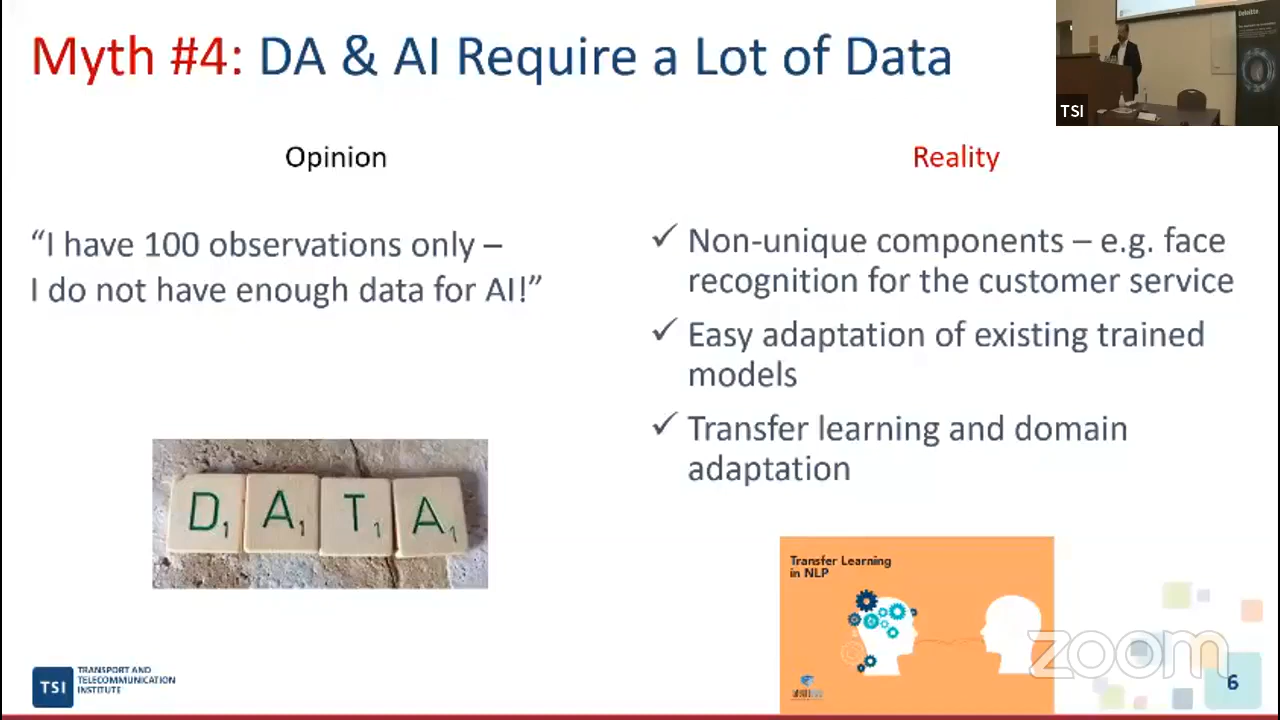 Myth #4: DA & AI Require a Lot of Data
TSI
Opinion
Reality
“I have 100 observations only –
I do not have enough data for AI!”
✓ Non-unique components – e.g. face
recognition for the customer service
✓ Easy adaptation of existing trained
models
✓ Transfer learning and domain
adaptation
D1 A1 T1 A1
Transfer Learning
in NLP
zoom
TSI
TRANSPORT AND
TELECOMMUNICATION
INSTITUTE
6